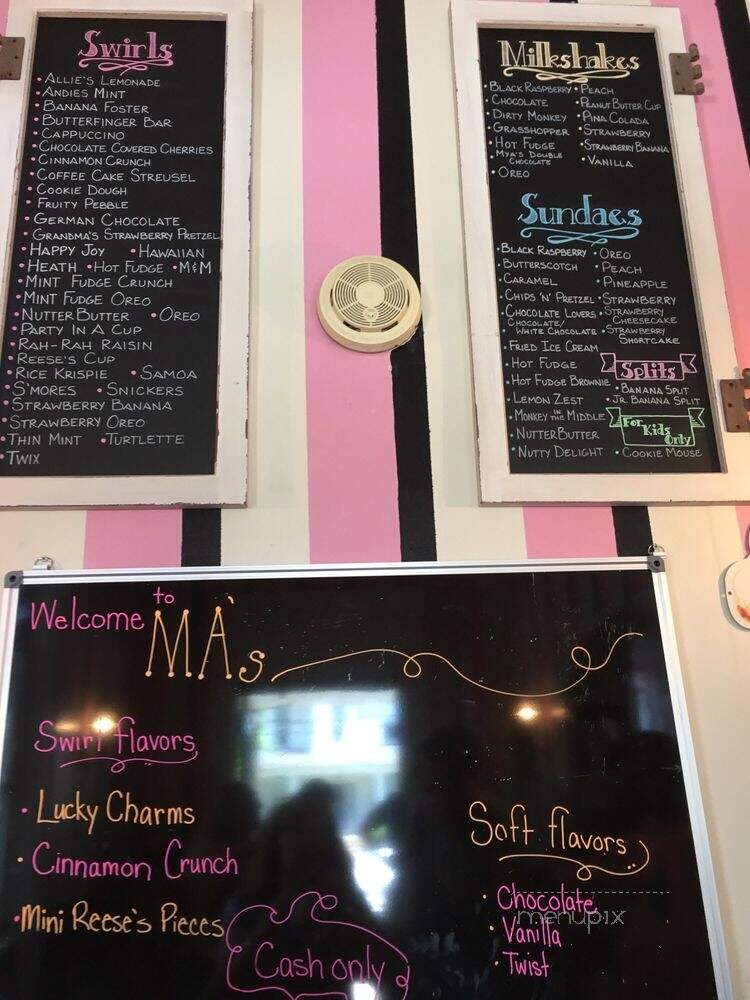 Swirls
• Allie's Lemonade
• Andies Mint
• Banana Foster
• Butterfinger Bar
• Cappuccino
• Chocolate Covered Cherries
• Cinnamon Crunch
• Coffee Cake Streusel
• Cookie Dough
• Fruity Pebble
• German Chocolate
• Grandma's Strawberry Pretzel
• Happy Joy • Hawaiian
• Heath • Hot Fudge • M&M
• Mint Fudge Crunch
• Mint Fudge Oreo
• Nutter Butter • Oreo
• Party In A Cup
• Rah-Rah Raisin
• Reese's Cup
• Rice Krispie • Samoa
• S'mores • Snickers
• Strawberry Banana
• Strawberry Oreo
• Thin Mint • Turtlette
• Twix
Milkshakes
• Black Raspberry
• Chocolate
• Dirty Monkey
• Grasshopper
• Hot Fudge
• Mya's Double
Chocolate
• Oreo
• Peach
• Peanut Butter Cup
• Pina Colada
• Strawberry
• Strawberry Banana
• Vanilla
Sundaes
• Black Raspberry
• Butterscotch
• Caramel
• Chips 'n' Pretzel
• Chocolate Lovers
• Chocolate/
White Chocolate
• Fried Ice Cream
• Hot Fudge
• Hot Fudge Brownie
• Lemon Zest
• Monkey in the Middle
• Nutter Butter
• Nutty Delight
• Oreo
• Peach
• Pineapple
• Strawberry
• Strawberry
Cheesecake
• Strawberry
Shortcake
Splits
• Banana Split
• Jr. Banana Split
For
Kids
Only
• Cookie Mouse
Welcome to MA's
Swirl flavors
• Lucky Charms
• Cinnamon Crunch
• Mini Reese's Pieces
Cash only
Soft flavors
• Chocolate
• Vanilla
• Twist
menupix